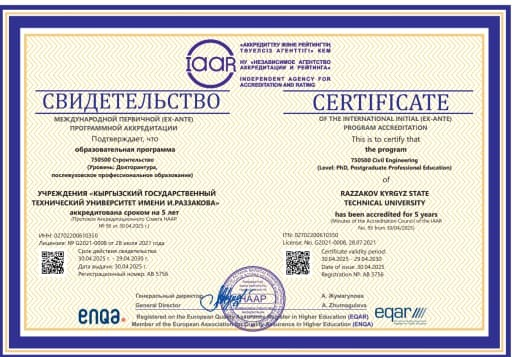 IAAR
«АККРЕДИТТЕУ ЖӘНЕ РЕЙТИНГТІҢ
ТӘУЕЛСІЗ АГЕНТТІГІ» КЕМ
НУ «НЕЗАВИСИМОЕ АГЕНТСТВО
АККРЕДИТАЦИИ И РЕЙТИНГА»
INDEPENDENT AGENCY FOR
ACCREDITATION AND RATING
СВИДЕТЕЛЬСТВО
МЕЖДУНАРОДНОЙ ПЕРВИЧНОЙ (EX-ANTE)
ПРОГРАММНОЙ АККРЕДИТАЦИИ
Подтверждает, что
образовательная программа
750500 Строительство
(Уровень: Докторантура,
послевузовское профессиональное образование)
УЧРЕЖДЕНИЯ «КЫРГЫЗСКИЙ ГОСУДАРСТВЕННЫЙ
ТЕХНИЧЕСКИЙ УНИВЕРСИТЕТ ИМЕНИ И.РАЗЗАКОВА»
аккредитована сроком на 5 лет
(Протокол Аккредитационного Совета НААР
№ 95 от 30.04.2025 г.)
ИНН: 02702200610350
Лицензия: № G2021-0008 от 28 июля 2021 года
Срок действия свидетельства:
30.04.2025 г. - 29.04.2030 г.
Дата выдачи: 30.04.2025 г.
Регистрационный номер: AB 5756
CERTIFICATE
OF THE INTERNATIONAL INITIAL (EX-ANTE)
PROGRAM ACCREDITATION
This is to certify that
the program
750500 Civil Engineering
(Level: PhD, Postgraduate Professional Education)
of
RAZZAKOV KYRGYZ STATE
TECHNICAL UNIVERSITY
has been accredited for 5 years
(Minutes of the Accreditation Council of the IAAR
No. 95 from 30/04/2025)
ITN: 02702200610350
License: No. G2021-0008, 28.07.2021
Certificate validity period:
30.04.2025 - 29.04.2030
Date of issue: 30.04.2025
Registration №: AB 5756
Генеральный директор
General Director
НААР
А. Жумагулова
A. Zhumagulova
enqa.
eqar
Registered on the European Quality Assurance Register in Higher Education (EQAR)
Member of the European Association for Quality Assurance in Higher Education (ENQA)